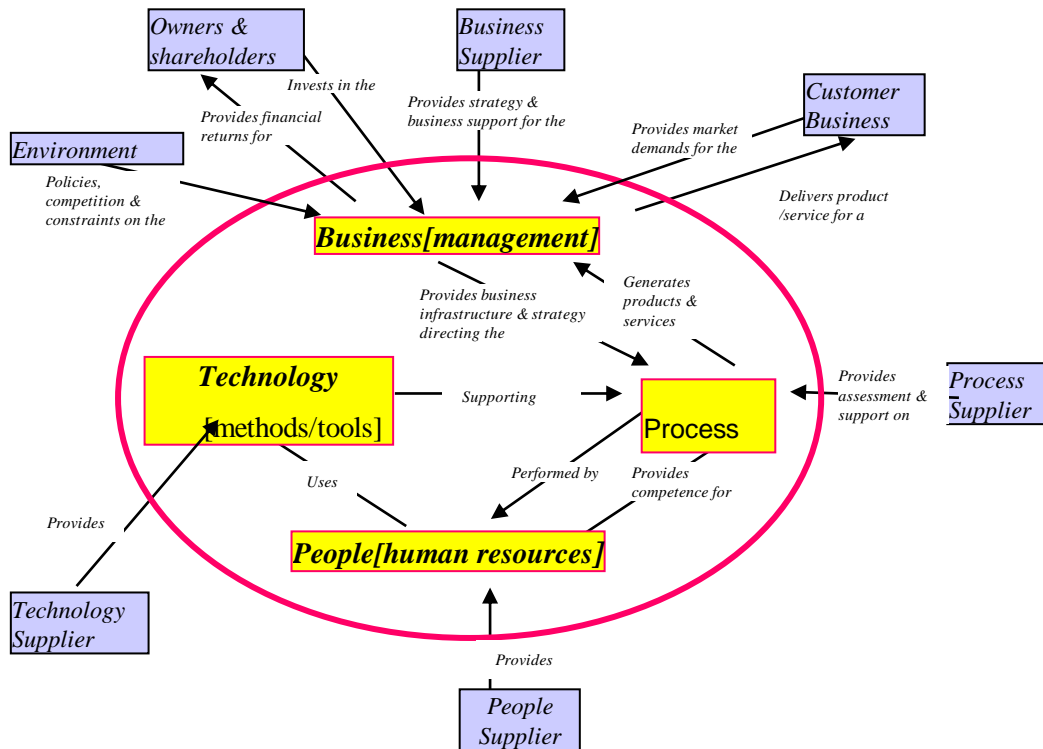 Owners &
shareholders
Business
Supplier
Customer
Business
Environment
Invests in the
Provides financial
returns for
Provides strategy &
business support for the
Provides market
demands for the
Policies,
competition &
constraints on the
Delivers product
/service for a
Business[management]
Provides business
infrastructure & strategy
directing the
Generates
products &
services
Technology
[methods/tools]
Supporting
Process
Provides
assessment &
support on
Process
Supplier
Uses
Performed by
Provides
competence for
People[human resources]
Provides
Technology
Supplier
Provides
People
Supplier